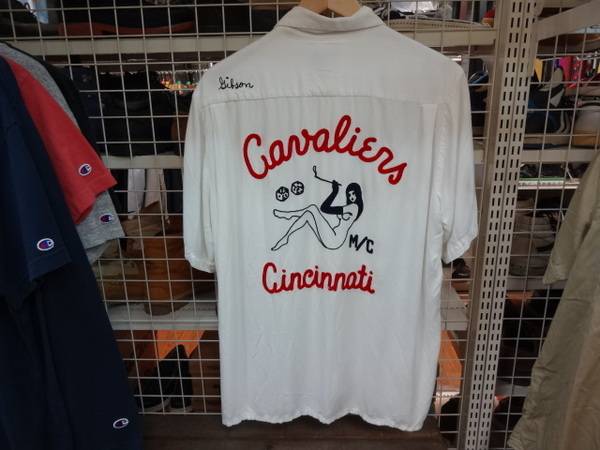 Gibson
Cavaliers
M/C
Cincinnati